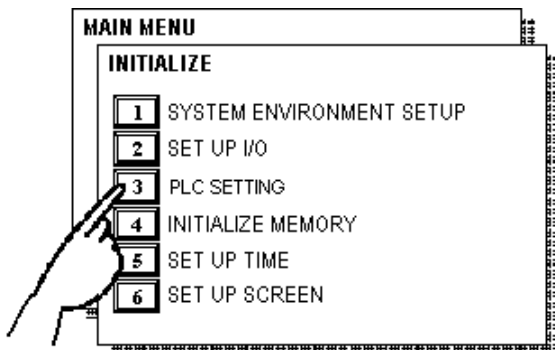 MAIN MENU
INITIALIZE
1 SYSTEM ENVIRONMENT SETUP
2 SET UP I/O
3 PLC SETTING
4 INITIALIZE MEMORY
5 SET UP TIME
6 SET UP SCREEN